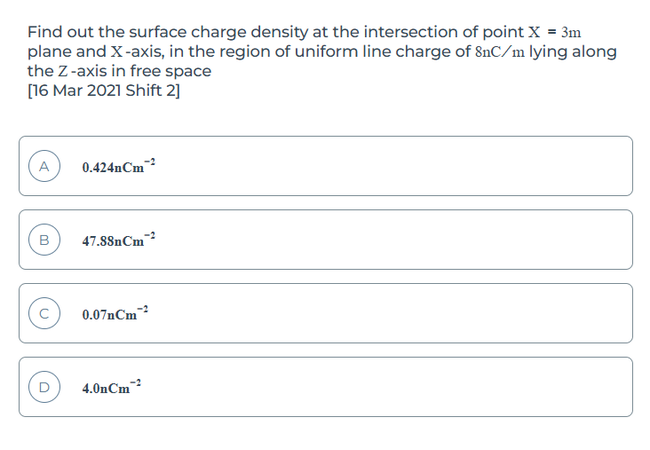 Find out the surface charge density at the intersection of point X = 3m
plane and X-axis, in the region of uniform line charge of 8nC/m lying along
the Z-axis in free space
[16 Mar 2021 Shift 2]
A 0.424nCm⁻²
B 47.88nCm⁻²
C 0.07nCm⁻²
D 4.0nCm⁻²